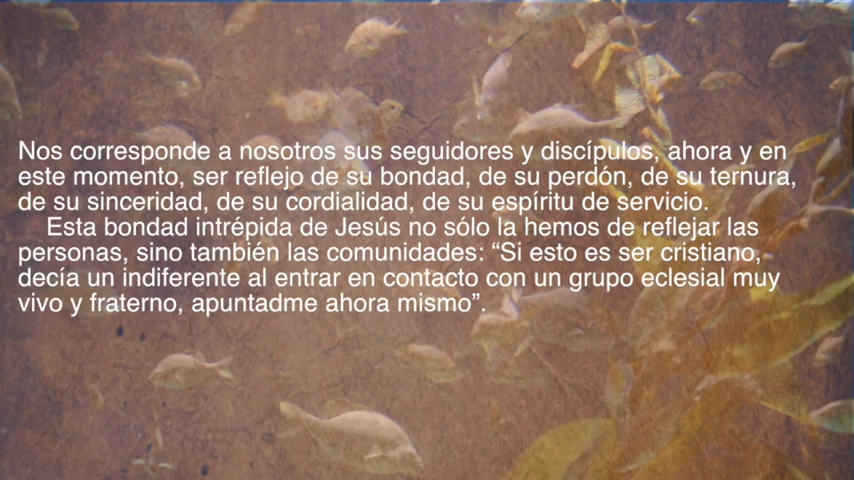 Nos corresponde a nosotros sus seguidores y discípulos, ahora y en
este momento, ser reflejo de su bondad, de su perdón, de su ternura,
de su sinceridad, de su cordialidad, de su espíritu de servicio.
Esta bondad intrépida de Jesús no sólo la hemos de reflejar las
personas, sino también las comunidades: “Si esto es ser cristiano,
decía un indiferente al entrar en contacto con un grupo eclesial muy
vivo y fraterno, apuntadme ahora mismo”.